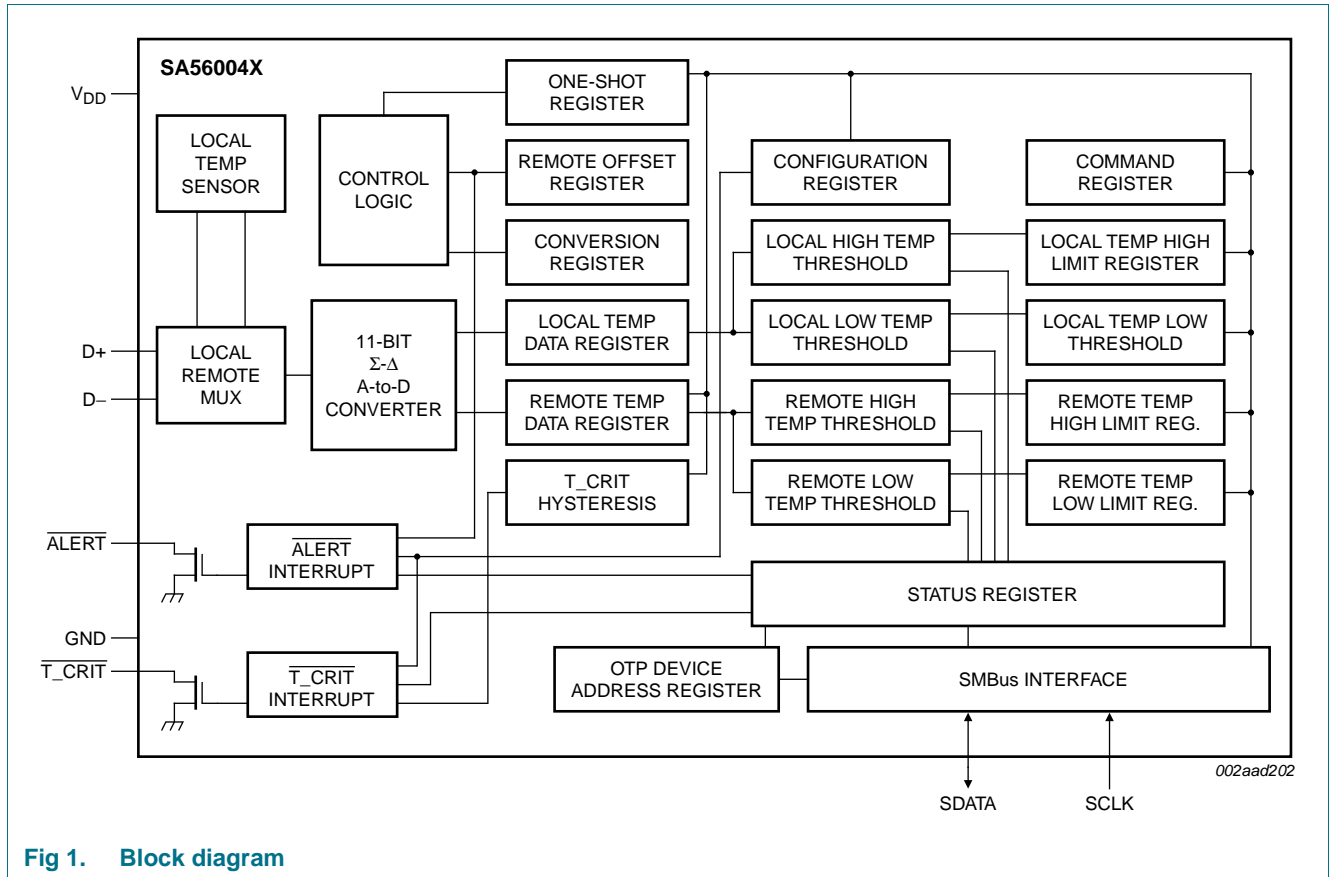 SA56004X
VDD
LOCAL
TEMP
SENSOR
CONTROL
LOGIC
ONE-SHOT
REGISTER
REMOTE OFFSET
REGISTER
CONFIGURATION
REGISTER
COMMAND
REGISTER
CONVERSION
REGISTER
LOCAL HIGH TEMP
THRESHOLD
LOCAL TEMP HIGH
LIMIT REGISTER
D+
D−
LOCAL
REMOTE
MUX
11-BIT
Σ-Δ
A-to-D
CONVERTER
LOCAL TEMP
DATA REGISTER
LOCAL LOW TEMP
THRESHOLD
LOCAL TEMP LOW
THRESHOLD
REMOTE TEMP
DATA REGISTER
REMOTE HIGH
TEMP THRESHOLD
REMOTE TEMP
HIGH LIMIT REG.
T_CRIT
HYSTERESIS
REMOTE LOW
TEMP THRESHOLD
REMOTE TEMP
LOW LIMIT REG.
ALERT
ALERT
INTERRUPT
STATUS REGISTER
GND
T_CRIT
T_CRIT
INTERRUPT
OTP DEVICE
ADDRESS REGISTER
SMBus INTERFACE
002aad202
SDATA
SCLK
Fig 1. Block diagram